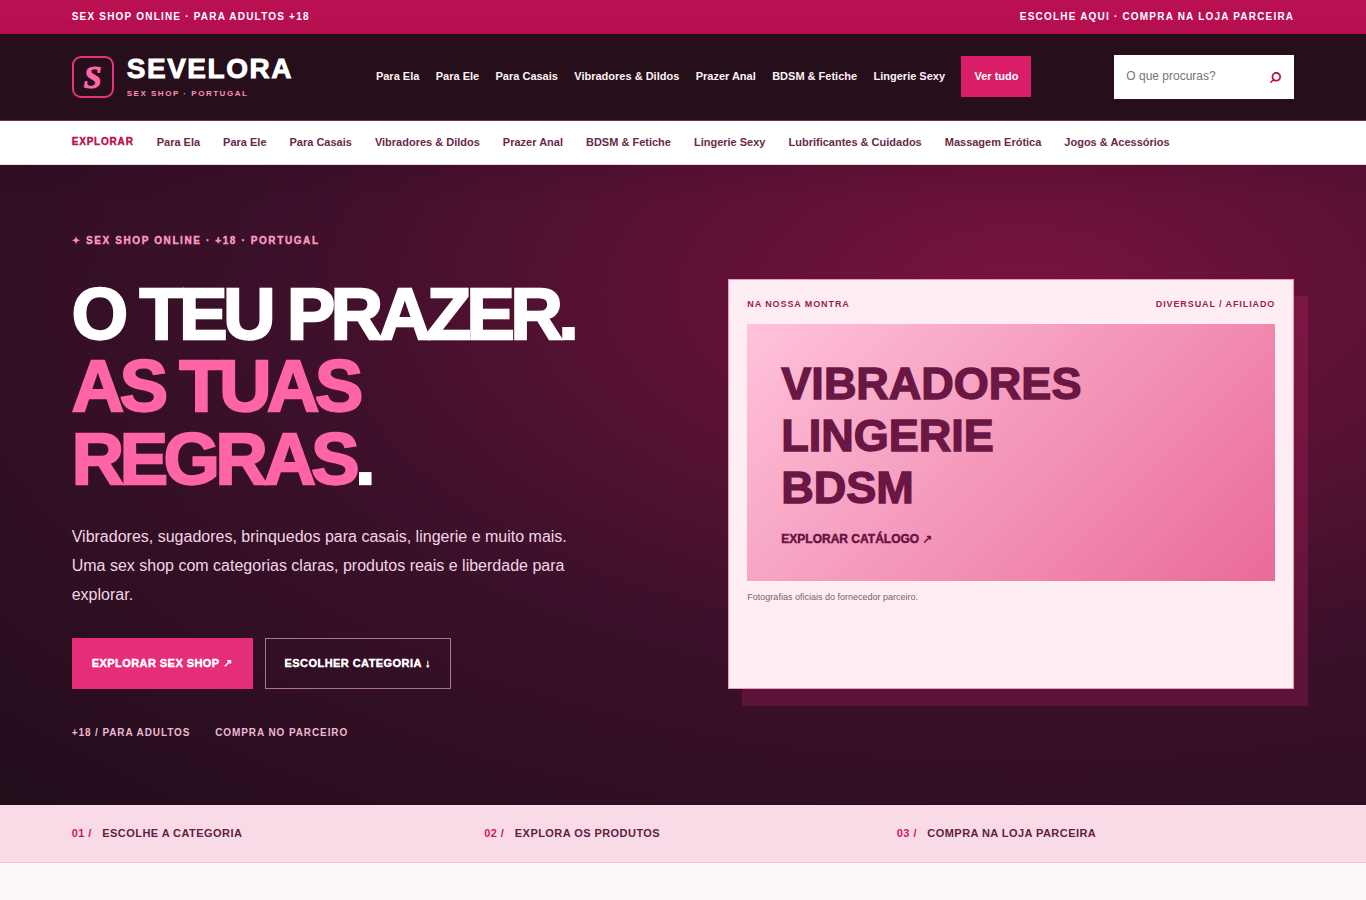 SEX SHOP ONLINE · PARA ADULTOS +18
ESCOLHE AQUI · COMPRA NA LOJA PARCEIRA
S
SEVELORA
SEX SHOP · PORTUGAL
Para Ela Para Ele Para Casais Vibradores & Dildos Prazer Anal BDSM & Fetiche Lingerie Sexy Ver tudo
O que procuras?
EXPLORAR Para Ela Para Ele Para Casais Vibradores & Dildos Prazer Anal BDSM & Fetiche Lingerie Sexy Lubrificantes & Cuidados Massagem Erótica Jogos & Acessórios
✦ SEX SHOP ONLINE · +18 · PORTUGAL
O TEU PRAZER.
AS TUAS
REGRAS.
Vibradores, sugadores, brinquedos para casais, lingerie e muito mais.
Uma sex shop com categorias claras, produtos reais e liberdade para
explorar.
EXPLORAR SEX SHOP ↗
ESCOLHER CATEGORIA ↓
+18 / PARA ADULTOS
COMPRA NO PARCEIRO
NA NOSSA MONTRA
DIVERSUAL / AFILIADO
VIBRADORES
LINGERIE
BDSM
EXPLORAR CATÁLOGO ↗
Fotografias oficiais do fornecedor parceiro.
01 / ESCOLHE A CATEGORIA
02 / EXPLORA OS PRODUTOS
03 / COMPRA NA LOJA PARCEIRA